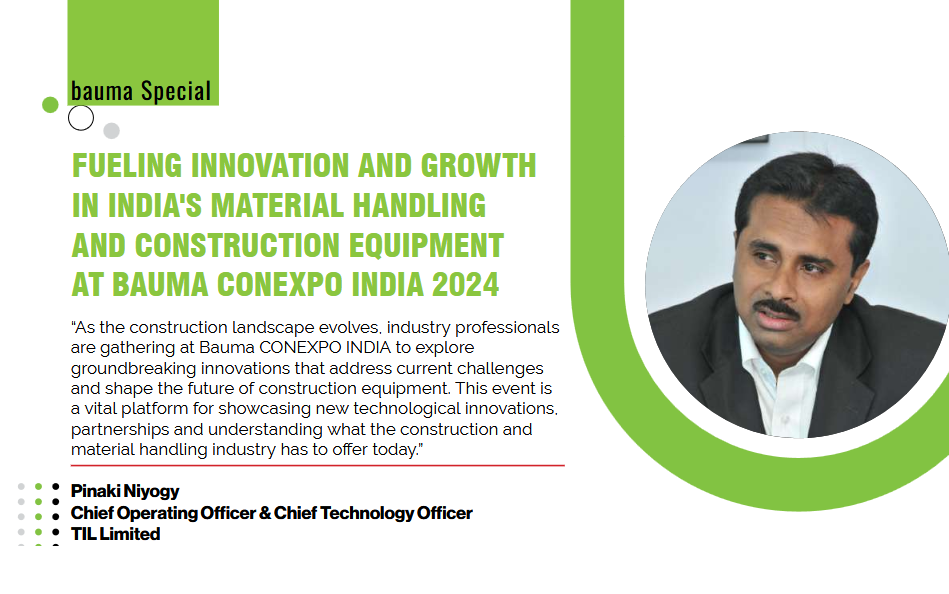 bauma Special
FUELING INNOVATION AND GROWTH
IN INDIA'S MATERIAL HANDLING
AND CONSTRUCTION EQUIPMENT
AT BAUMA CONEXPO INDIA 2024
“As the construction landscape evolves, industry professionals
are gathering at Bauma CONEXPO INDIA to explore
groundbreaking innovations that address current challenges
and shape the future of construction equipment. This event is
a vital platform for showcasing new technological innovations,
partnerships and understanding what the construction and
material handling industry has to offer today.”
Pinaki Niyogy
Chief Operating Officer & Chief Technology Officer
TIL Limited